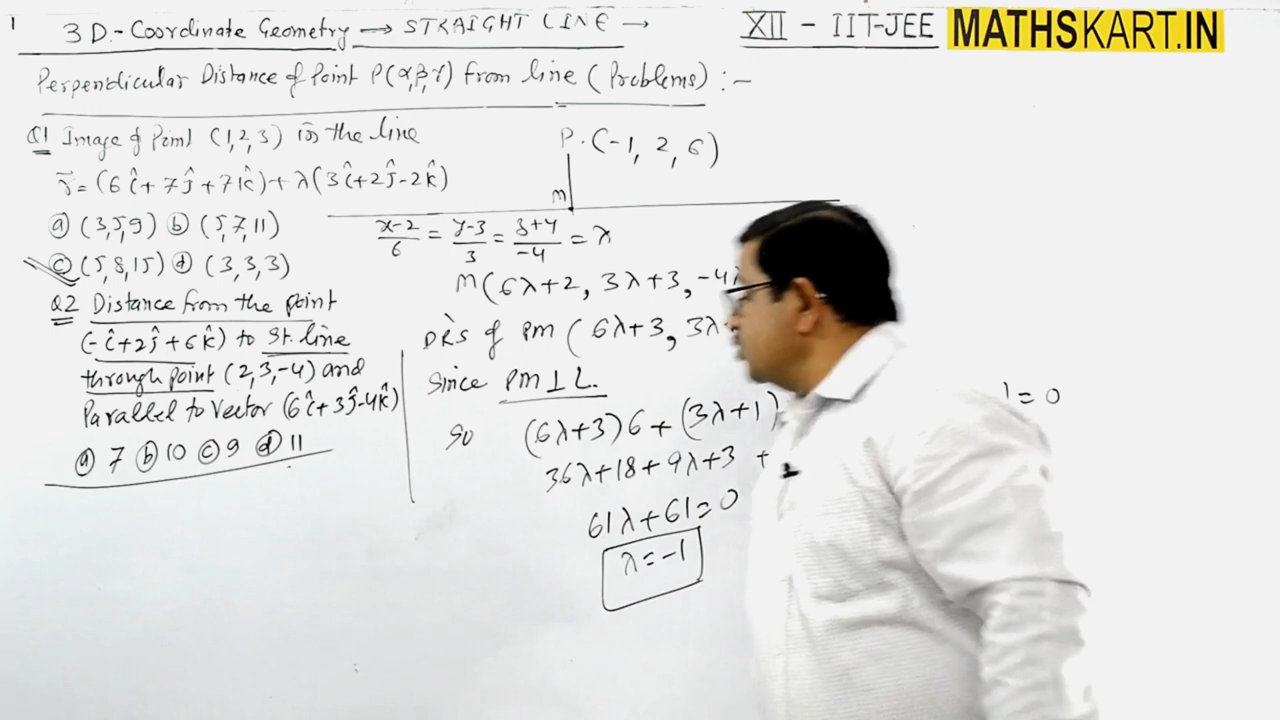 1
3D.-Coordinate Geometry → STRAIGHT LINE →
XII - IIT-JEE
MATHSKART.IN
Perpendicular Distance of Point P(α,β,γ) from line (Problems) :-
Q1 Image of Point (1,2,3) in the line
r̄=(6î+7ĵ+7k̂)+λ(3î+2ĵ-2k̂)
ⓐ (3,5,9) ⓑ (5,7,11)
ⓒ (5,8,15) ⓓ (3,3,3)
Q2 Distance from the point
(-î+2ĵ+6k̂) to St. line
through point (2,3,-4) and
Parallel to Vector (6î+3ĵ-4k̂)
ⓐ 7 ⓑ 10 ⓒ 9 ⓓ 11
P.(-1, 2, 6)
M
x-2/6 = y-3/3 = z+4/-4 = λ
M(6λ+2, 3λ+3, -4λ
DR's of PM (6λ+3, 3λ
Since PM⊥L.
So (6λ+3)6+(3λ+1) )=0
36λ+18+9λ+3 +
61λ+61=0
λ=-1